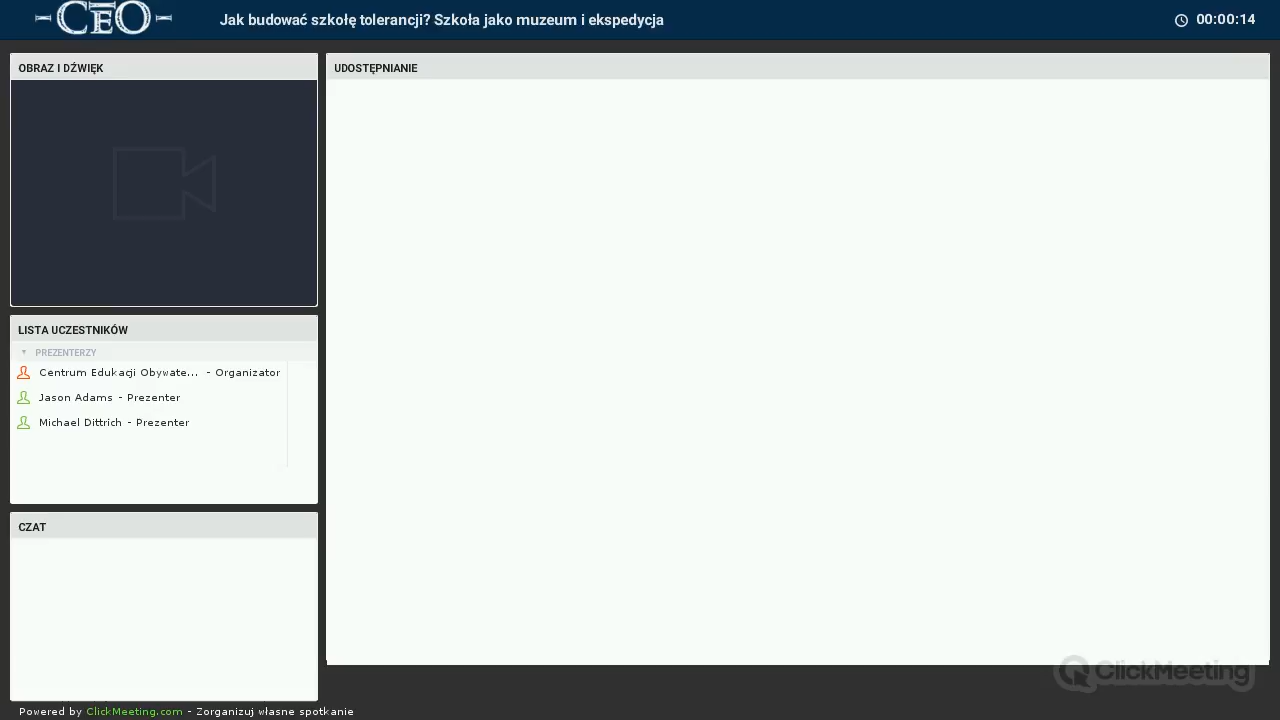 CEO
Jak budować szkołę tolerancji? Szkoła jako muzeum i ekspedycja
00:00:14
OBRAZ I DŹWIĘK
UDOSTĘPNIANIE
LISTA UCZESTNIKÓW
PREZENTERZY
Centrum Edukacji Obywate... - Organizator
Jason Adams - Prezenter
Michael Dittrich - Prezenter
CZAT
ClickMeeting
Powered by ClickMeeting.com - Zorganizuj własne spotkanie